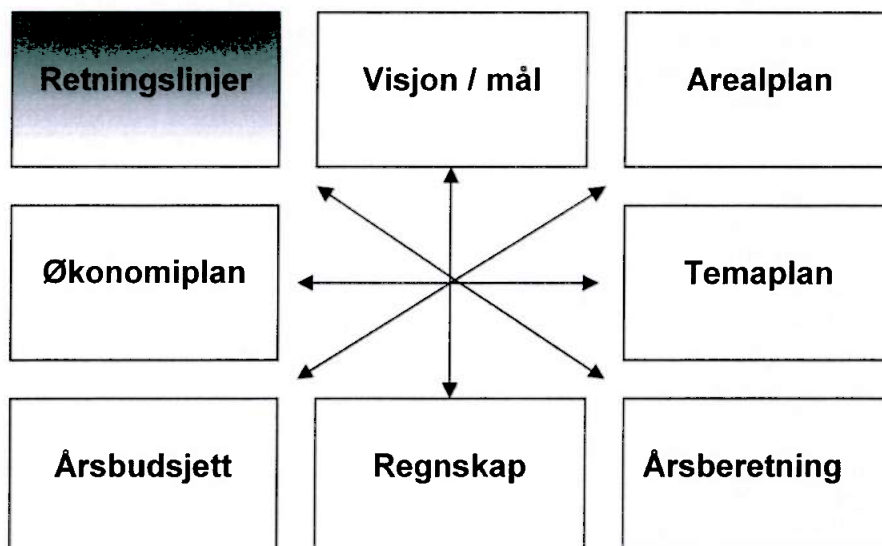 Retningslinjer
Visjon / mål
Arealplan
Økonomiplan
Temaplan
Årsbudsjett
Regnskap
Årsberetning